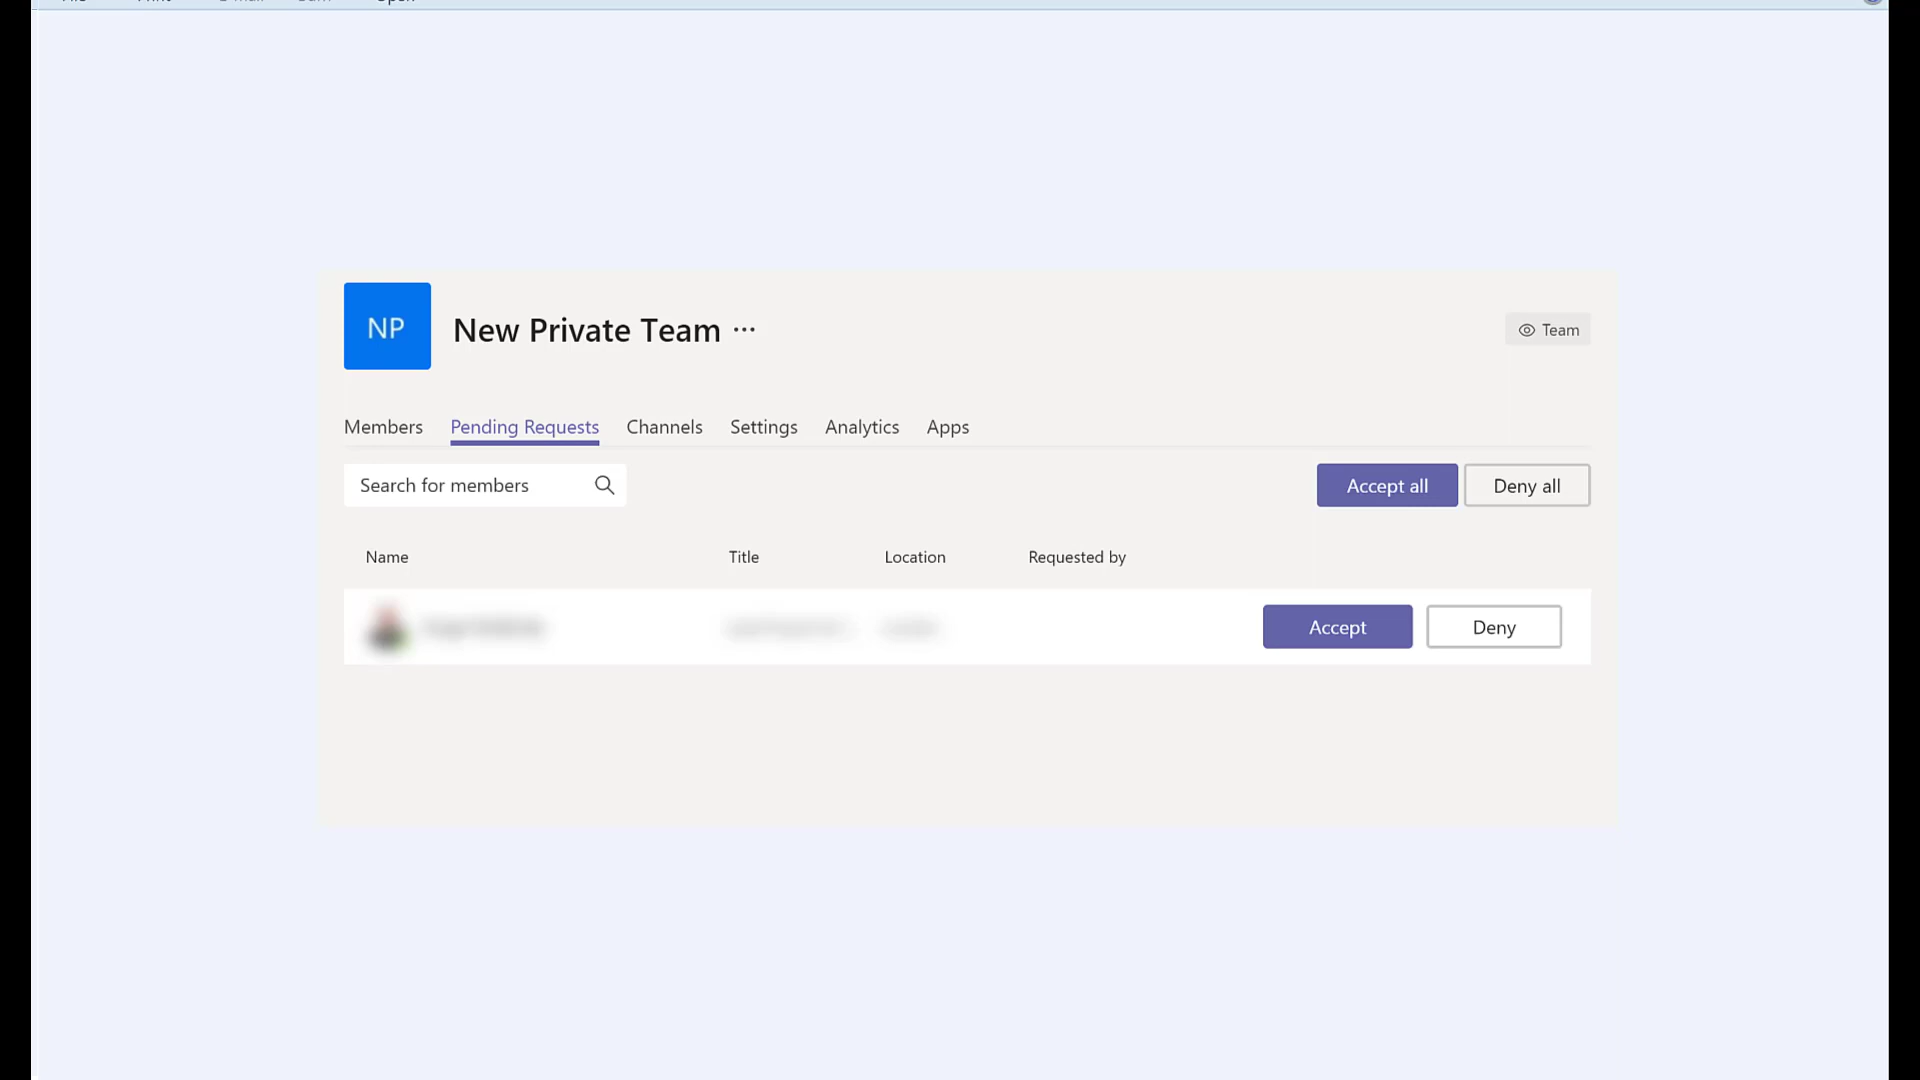 Open
NP
New Private Team ...
Team
Members Pending Requests Channels Settings Analytics Apps
Search for members
Accept all Deny all
Name Title Location Requested by
Accept Deny